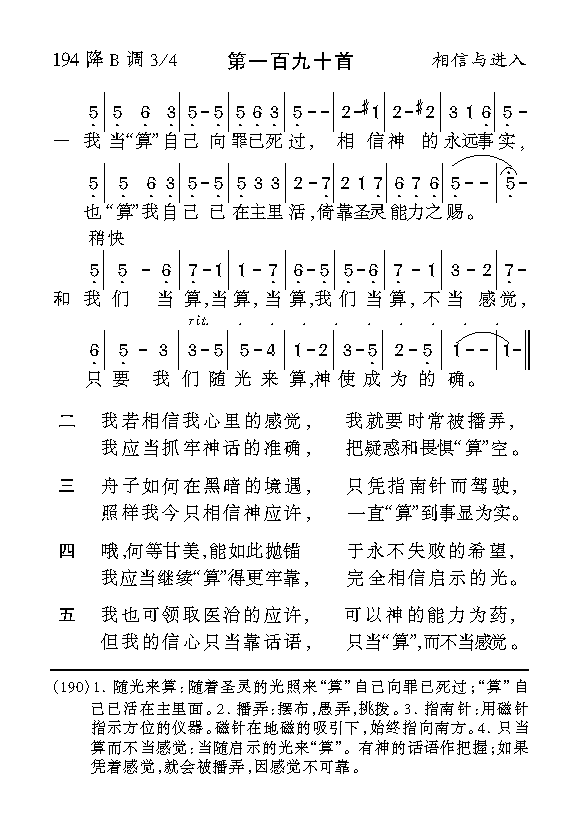 194 降 B 调 3/4 第一百九十首 相信与进入
5 | 5 6 3 | 5 - 5 | 5 6 3 | 5 - - | 2 - #1 | 2 - #2 | 3 1 6 | 5 -
一 我 当“算”自己 向罪已死过， 相 信神 的永远事实，
5 | 5 6 3 | 5 - 5 | 5 3 3 | 2 - 7 | 2 1 7 | 6 7 6 | 5 - - | 5 -
也“算”我自己 已在主里活，倚靠圣灵能力之赐。
稍快
5 | 5 - 6 | 7 - 1 | 1 - 7 | 6 - 5 | 5 - 6 | 7 - 1 | 3 - 2 | 7 -
和 我们 当算，当算，当算，我们当算，不当感觉，
rit. . . . . . . .
6 | 5 - 3 | 3 - 5 | 5 - 4 | 1 - 2 | 3 - 5 | 2 - 5 | 1 - - | 1 -
只要 我们随光来算，神使成为的确。
二 我若相信我心里的感觉， 我就要时常被播弄，
我应当抓牢神话的准确， 把疑惑和畏惧“算”空。
三 舟子如何在黑暗的境遇， 只凭指南针而驾驶，
照样我今只相信神应许， 一直“算”到事显为实。
四 哦，何等甘美，能如此抛锚 于永不失败的希望，
我应当继续“算”得更牢靠， 完全相信启示的光。
五 我也可领取医治的应许， 可以神的能力为药，
但我的信心只当靠话语， 只当“算”，而不当感觉。
(190)1. 随光来算：随着圣灵的光照来“算”自己向罪已死过；“算”自
己已活在主里面。2. 播弄：摆布，愚弄，挑拨。3. 指南针：用磁针
指示方位的仪器。磁针在地磁的吸引下，始终指向南方。4. 只当
算而不当感觉：当随启示的光来“算”。有神的话语作把握；如果
凭着感觉，就会被播弄，因感觉不可靠。